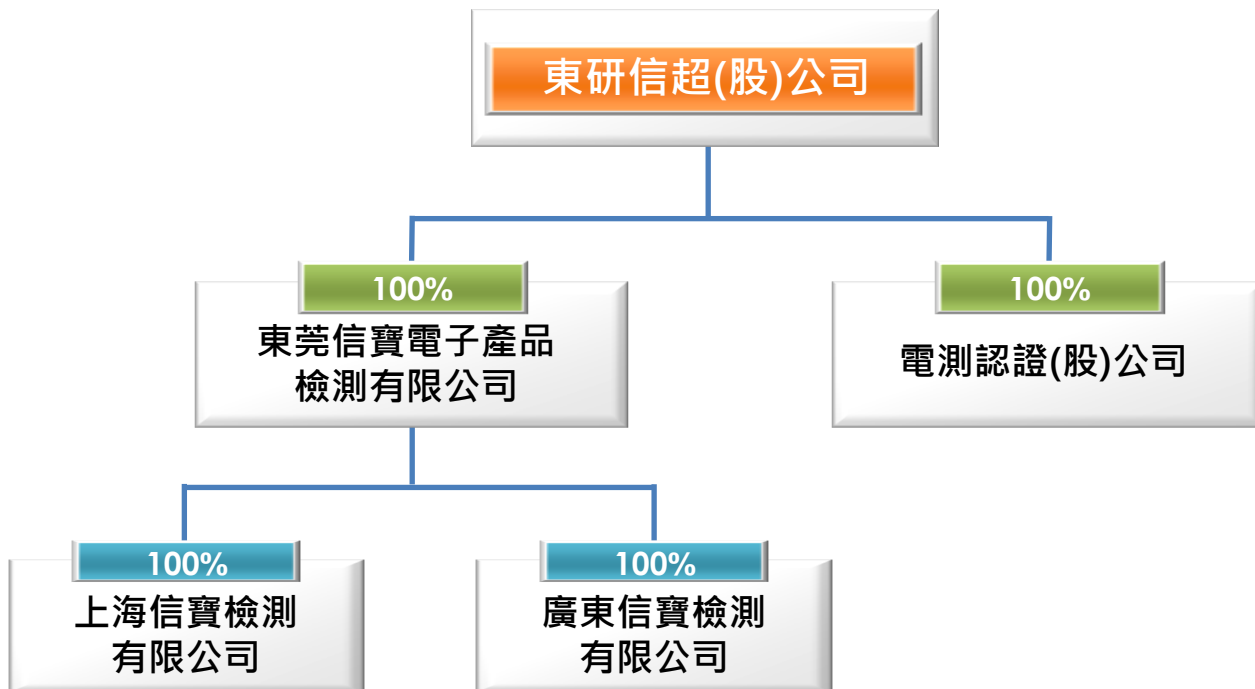 東研信超(股)公司
100%
東莞信寶電子產品
檢測有限公司
100%
電測認證(股)公司
100%
上海信寶檢測
有限公司
100%
廣東信寶檢測
有限公司